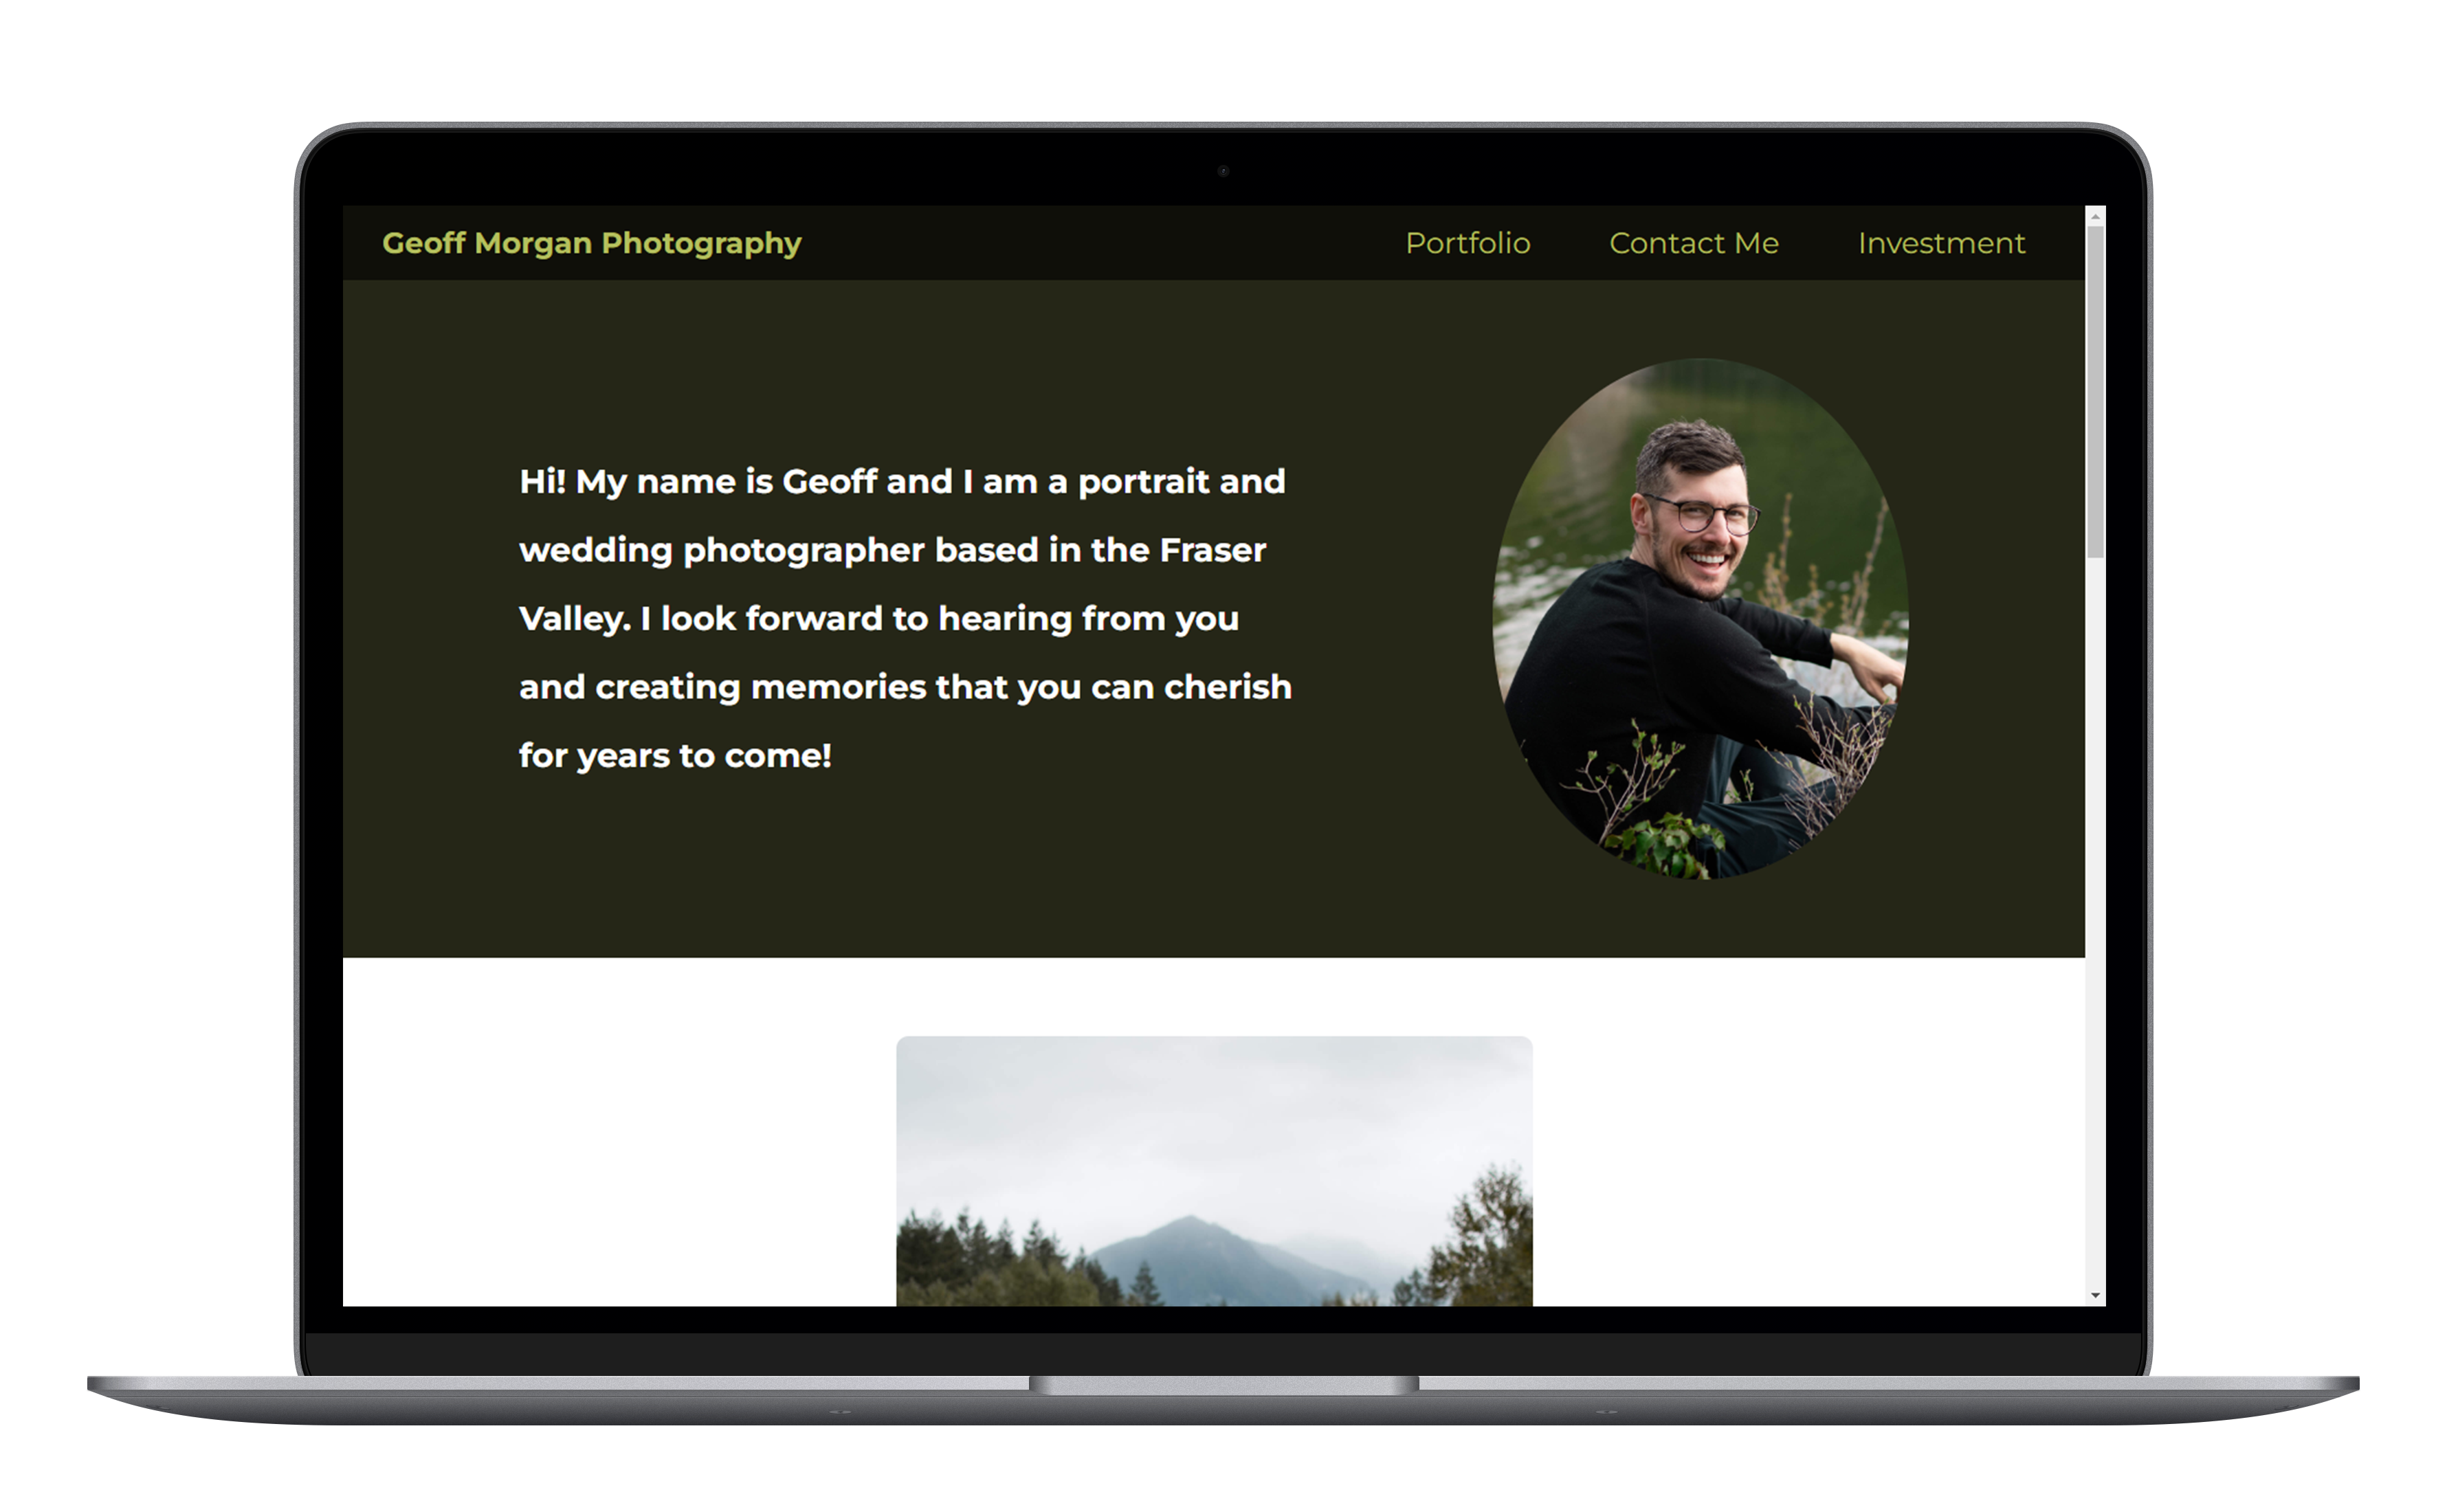 Geoff Morgan Photography
Portfolio
Contact Me
Investment
Hi! My name is Geoff and I am a portrait and
wedding photographer based in the Fraser
Valley. I look forward to hearing from you
and creating memories that you can cherish
for years to come!